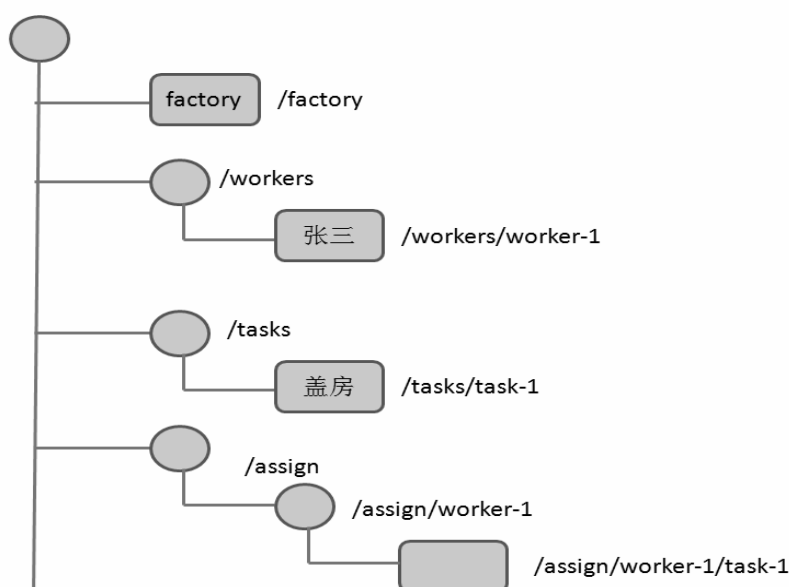 factory /factory
/workers
张三 /workers/worker-1
/tasks
盖房 /tasks/task-1
/assign
/assign/worker-1
/assign/worker-1/task-1